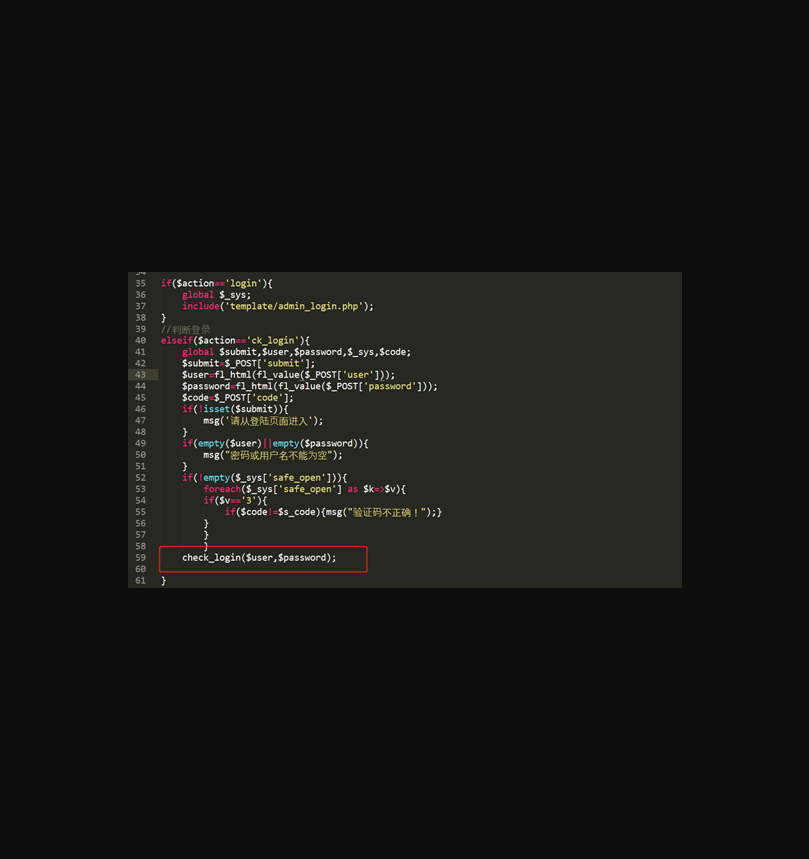 34
35 if($action=='login'){
36 global $_sys;
37 include('template/admin_login.php');
38 }
39 //判断登录
40 elseif($action=='ck_login'){
41 global $submit,$user,$password,$_sys,$code;
42 $submit=$_POST['submit'];
43 $user=fl_html(fl_value($_POST['user']));
44 $password=fl_html(fl_value($_POST['password']));
45 $code=$_POST['code'];
46 if(!isset($submit)){
47 msg('请从登陆页面进入');
48 }
49 if(empty($user)||empty($password)){
50 msg("密码或用户名不能为空");
51 }
52 if(!empty($_sys['safe_open'])){
53 foreach($_sys['safe_open'] as $k=>$v){
54 if($v=='3'){
55 if($code!=$s_code){msg("验证码不正确！");}
56 }
57 }
58 }
59 check_login($user,$password);
60
61 }